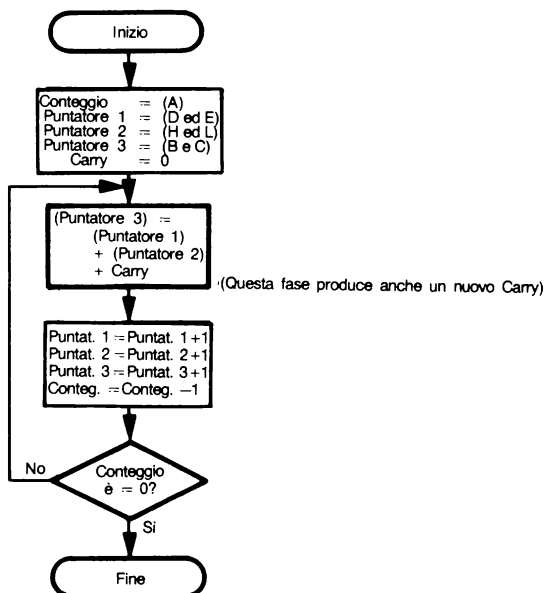 Inizio
Conteggio = (A)
Puntatore 1 = (D ed E)
Puntatore 2 = (H ed L)
Puntatore 3 = (B e C)
Carry = 0
(Puntatore 3) =
(Puntatore 1)
+ (Puntatore 2)
+ Carry
(Questa fase produce anche un nuovo Carry)
Puntat. 1 = Puntat. 1+1
Puntat. 2 = Puntat. 2+1
Puntat. 3 = Puntat. 3+1
Conteg. = Conteg. −1
No
Conteggio
è = 0?
Si
Fine